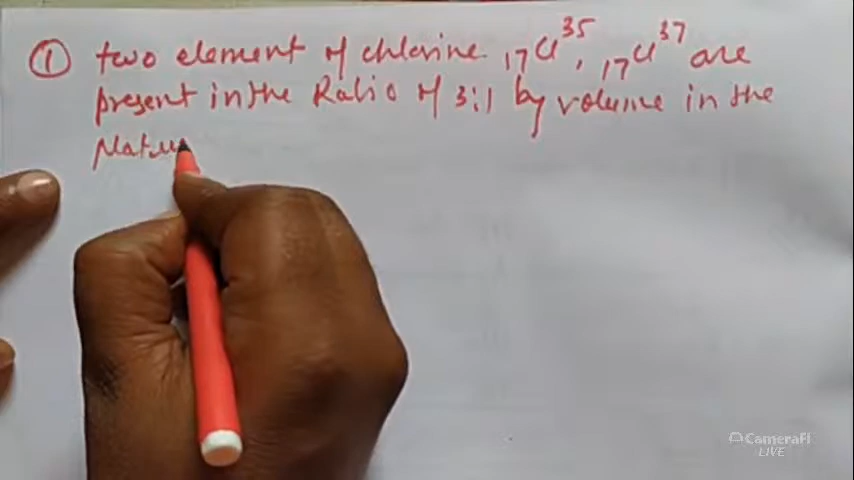 ① two element of chlorine ₁₇Cl³⁵, ₁₇Cl³⁷ are
present in the Ratio of 3:1 by volume in the
Natu
CameraFI
LIVE